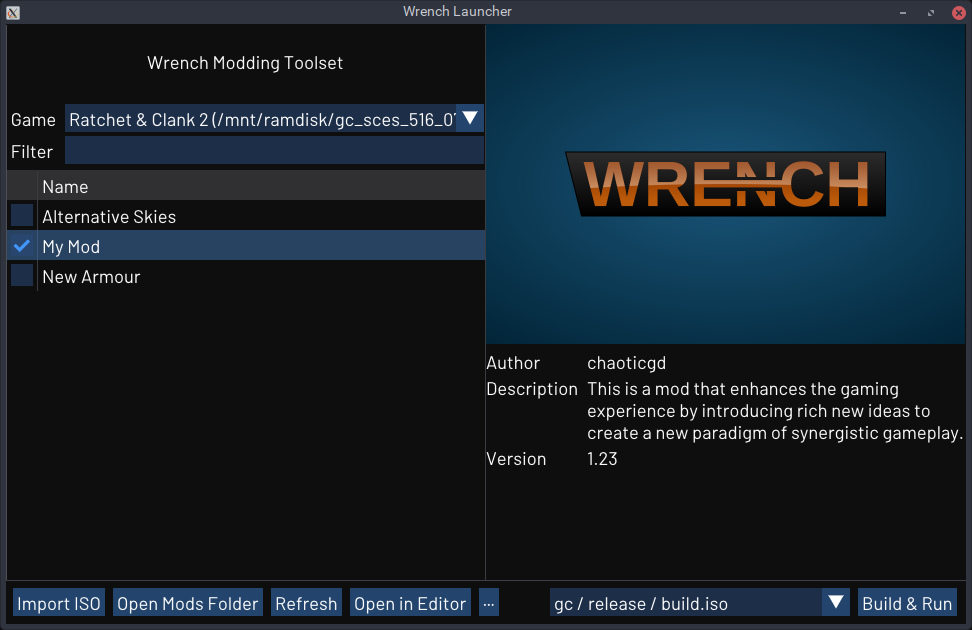 Wrench Launcher
Wrench Modding Toolset
Game Ratchet & Clank 2 (/mnt/ramdisk/gc_sces_516_0
Filter
Name
Alternative Skies
My Mod
New Armour
WRENCH
Author chaoticgd
Description This is a mod that enhances the gaming
experience by introducing rich new ideas to
create a new paradigm of synergistic gameplay.
Version 1.23
Import ISO Open Mods Folder Refresh Open in Editor ... gc / release / build.iso Build & Run